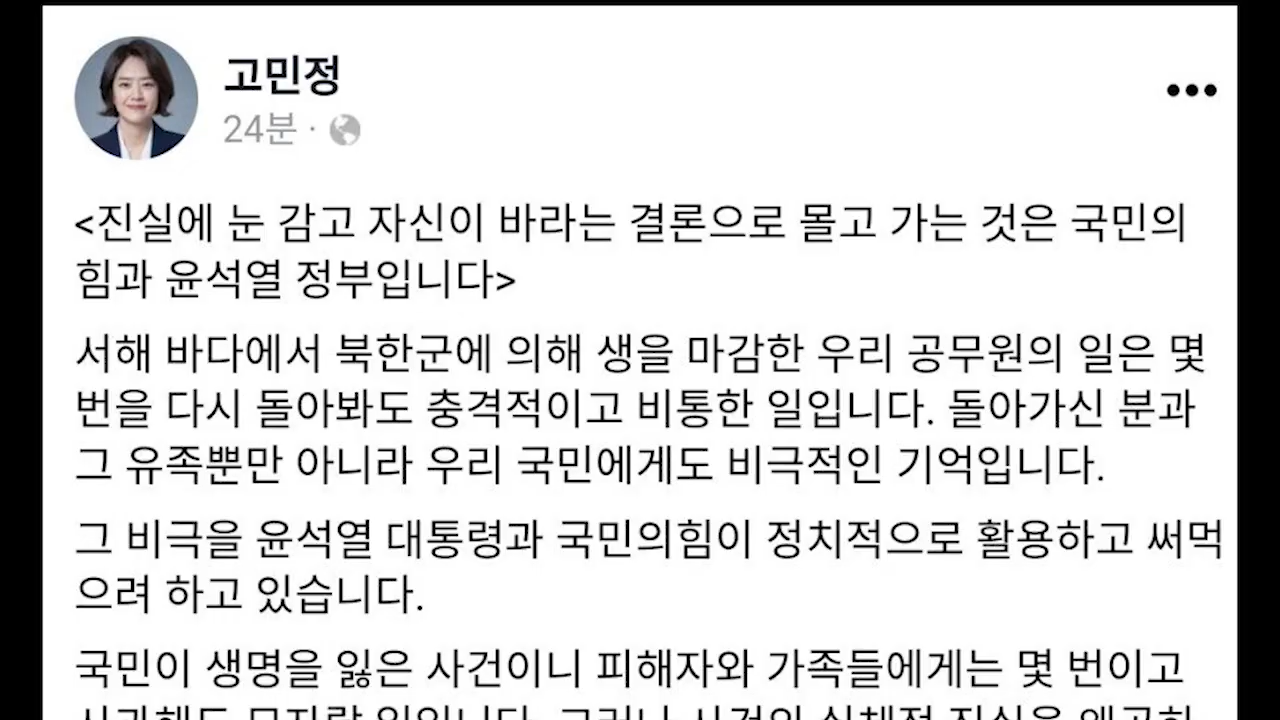 고민정
24분 ·
<진실에 눈 감고 자신이 바라는 결론으로 몰고 가는 것은 국민의
힘과 윤석열 정부입니다>
서해 바다에서 북한군에 의해 생을 마감한 우리 공무원의 일은 몇
번을 다시 돌아봐도 충격적이고 비통한 일입니다. 돌아가신 분과
그 유족뿐만 아니라 우리 국민에게도 비극적인 기억입니다.
그 비극을 윤석열 대통령과 국민의힘이 정치적으로 활용하고 써먹
으려 하고 있습니다.
국민이 생명을 잃은 사건이니 피해자와 가족들에게는 몇 번이고